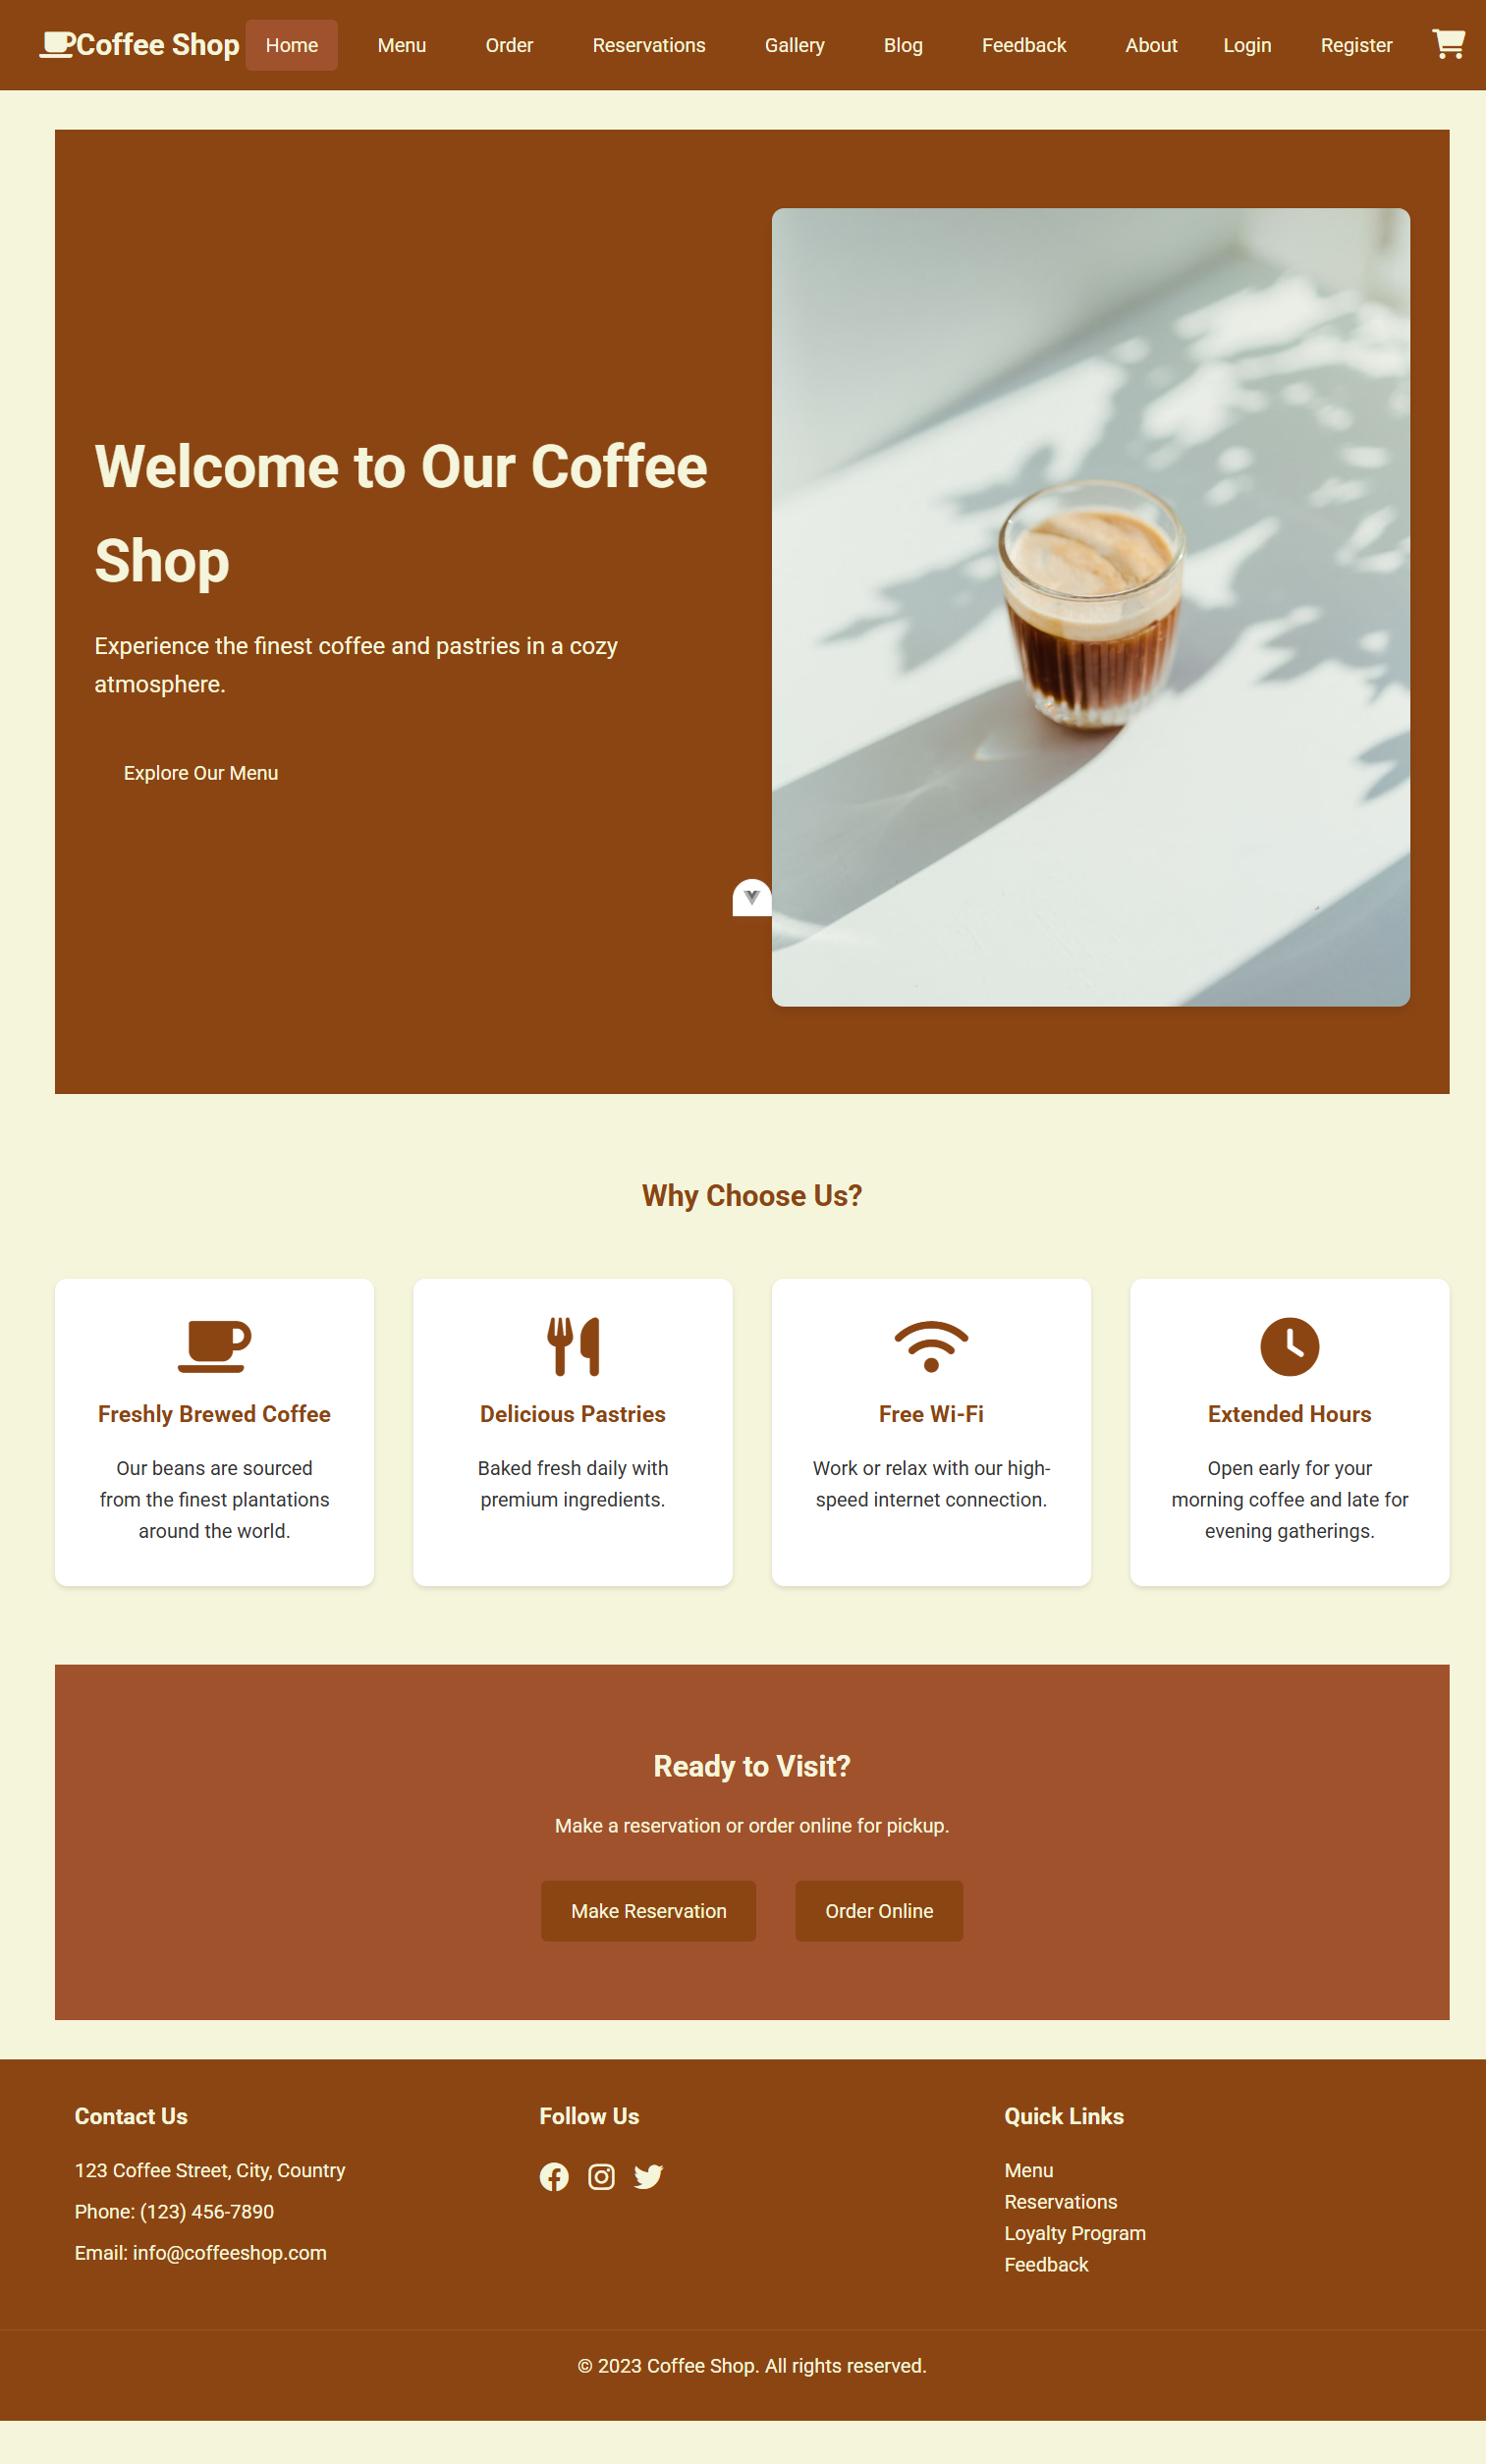 Coffee Shop Home Menu Order Reservations Gallery Blog Feedback About Login Register
Welcome to Our Coffee
Shop
Experience the finest coffee and pastries in a cozy
atmosphere.
Explore Our Menu
Why Choose Us?
Freshly Brewed Coffee
Our beans are sourced
from the finest plantations
around the world.
Delicious Pastries
Baked fresh daily with
premium ingredients.
Free Wi-Fi
Work or relax with our high-
speed internet connection.
Extended Hours
Open early for your
morning coffee and late for
evening gatherings.
Ready to Visit?
Make a reservation or order online for pickup.
Make Reservation Order Online
Contact Us
123 Coffee Street, City, Country
Phone: (123) 456-7890
Email: info@coffeeshop.com
Follow Us
Quick Links
Menu
Reservations
Loyalty Program
Feedback
© 2023 Coffee Shop. All rights reserved.